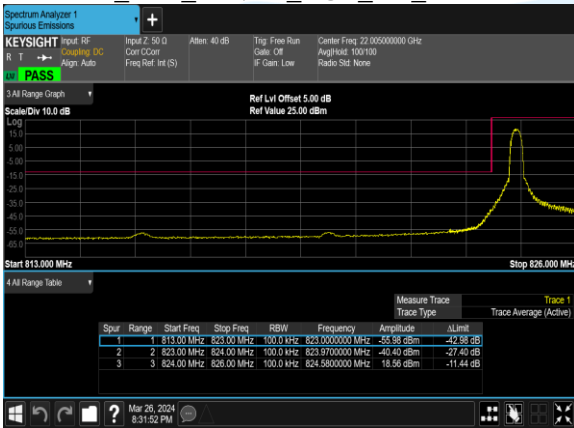 Spectrum Analyzer 1
Spurious Emissions
+
KEYSIGHT Input: RF Input Z: 50 Ω Atten: 40 dB Trig: Free Run Center Freq: 22.005000000 GHz
R T Coupling: DC Corr CCorr Gate: Off Avg|Hold: 100/100
Align: Auto Freq Ref: Int (S) IF Gain: Low Radio Std: None
PASS
3 All Range Graph
Ref Lvl Offset 5.00 dB
Scale/Div 10.0 dB Ref Value 25.00 dBm
Log
15.0
5.00
-5.00
-15.0
-25.0
-35.0
-45.0
-55.0
-65.0
Start 813.000 MHz Stop 826.000 MHz
4 All Range Table
Measure Trace Trace 1
Trace Type Trace Average (Active)
Spur Range Start Freq Stop Freq RBW Frequency Amplitude ΔLimit
1 1 813.00 MHz 823.00 MHz 100.0 kHz 823.0000000 MHz -55.98 dBm -42.98 dB
2 2 823.00 MHz 824.00 MHz 100.0 kHz 823.9700000 MHz -40.40 dBm -27.40 dB
3 3 824.00 MHz 826.00 MHz 100.0 kHz 824.5800000 MHz 18.56 dBm -11.44 dB
? Mar 26, 2024
8:31:52 PM